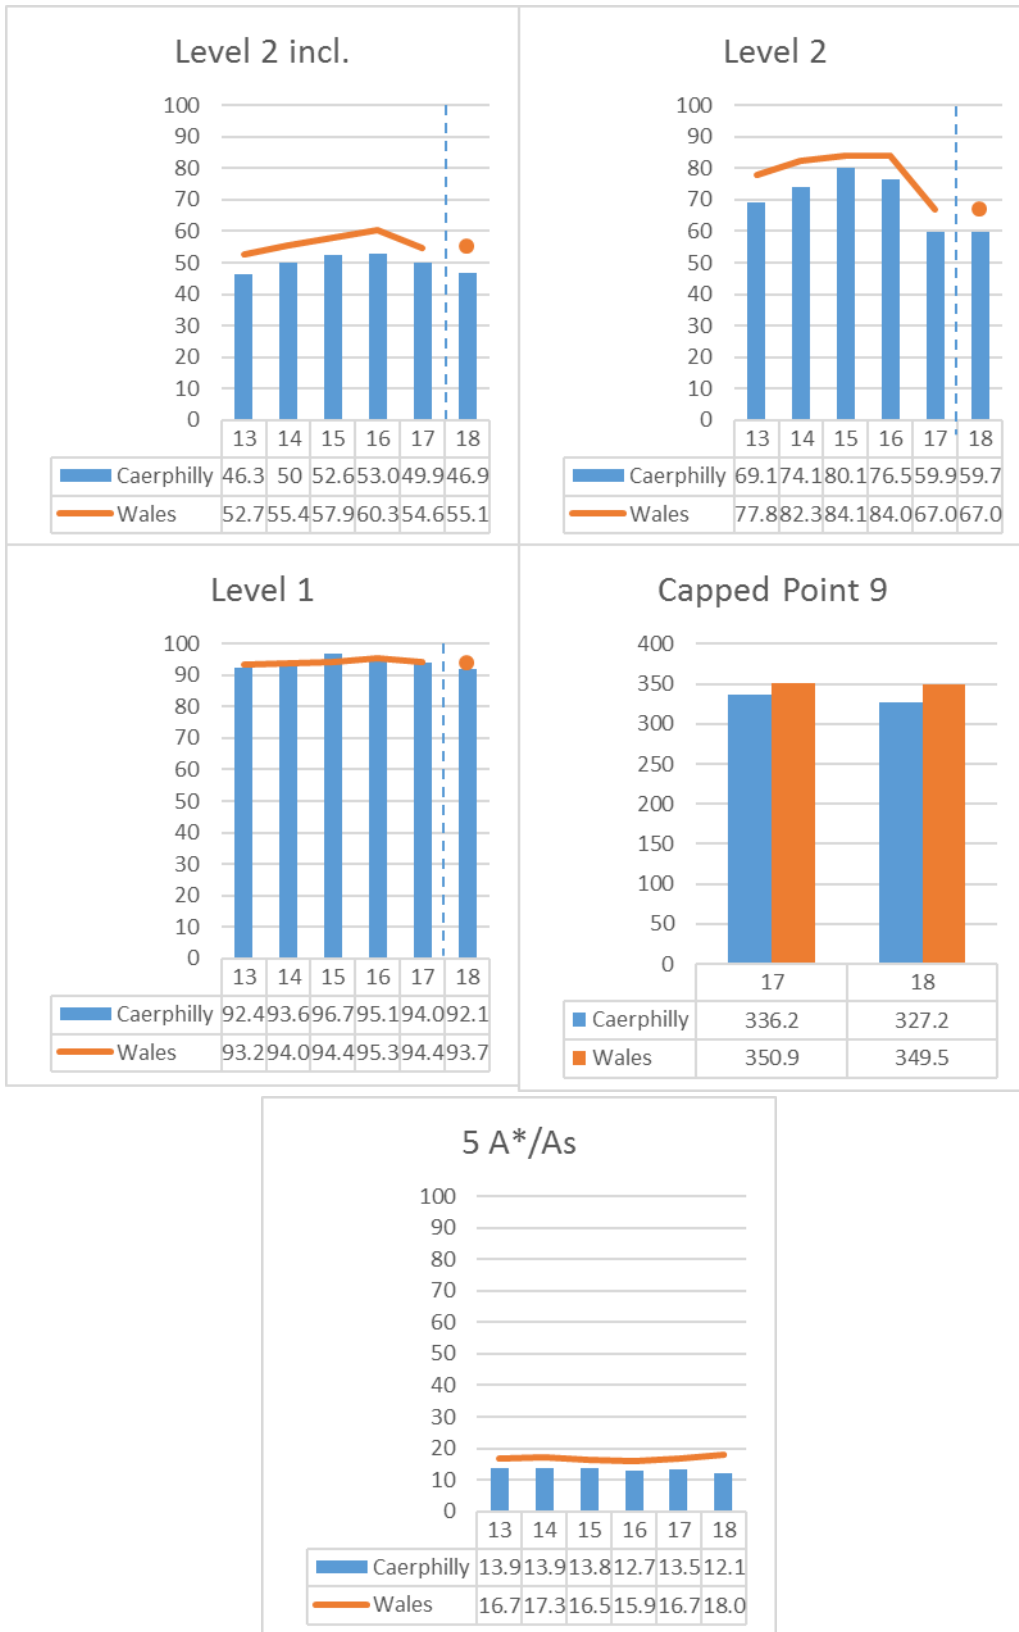 Level 2 incl.
100
90
80
70
60
50
40
30
20
10
0
13 14 15 16 17 18
Caerphilly 46.3 50 52.6 53.0 49.9 46.9
Wales 52.7 55.4 57.9 60.3 54.6 55.1
Level 2
100
90
80
70
60
50
40
30
20
10
0
13 14 15 16 17 18
Caerphilly 69.1 74.1 80.1 76.5 59.9 59.7
Wales 77.8 82.3 84.1 84.0 67.0 67.0
Level 1
100
90
80
70
60
50
40
30
20
10
0
13 14 15 16 17 18
Caerphilly 92.4 93.6 96.7 95.1 94.0 92.1
Wales 93.2 94.0 94.4 95.3 94.4 93.7
Capped Point 9
400
350
300
250
200
150
100
50
0
17 18
Caerphilly 336.2 327.2
Wales 350.9 349.5
5 A*/As
100
90
80
70
60
50
40
30
20
10
0
13 14 15 16 17 18
Caerphilly 13.9 13.9 13.8 12.7 13.5 12.1
Wales 16.7 17.3 16.5 15.9 16.7 18.0